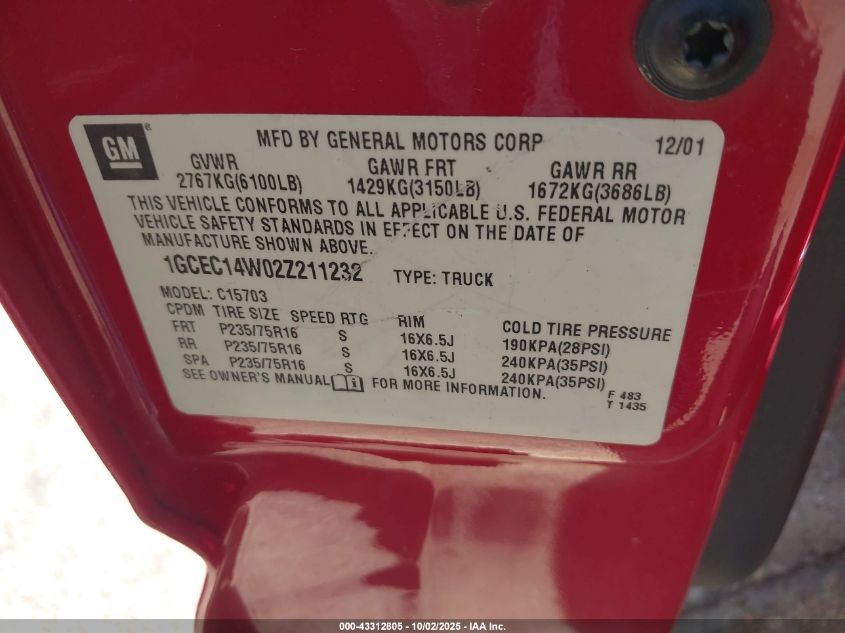 GM ®
MFD BY GENERAL MOTORS CORP 12/01
GVWR GAWR FRT GAWR RR
2767KG(6100LB) 1429KG(3150LB) 1672KG(3686LB)
THIS VEHICLE CONFORMS TO ALL APPLICABLE U.S. FEDERAL MOTOR
VEHICLE SAFETY STANDARDS IN EFFECT ON THE DATE OF
MANUFACTURE SHOWN ABOVE.
1GCEC14W02Z211232 TYPE: TRUCK
MODEL: C15703
CPDM TIRE SIZE SPEED RTG RIM COLD TIRE PRESSURE
FRT P235/75R16 S 16X6.5J 190KPA(28PSI)
RR P235/75R16 S 16X6.5J 240KPA(35PSI)
SPA P235/75R16 S 16X6.5J 240KPA(35PSI)
SEE OWNER'S MANUAL FOR MORE INFORMATION.
F 483
T 1435
000-43312805 - 10/02/2025 - IAA Inc.